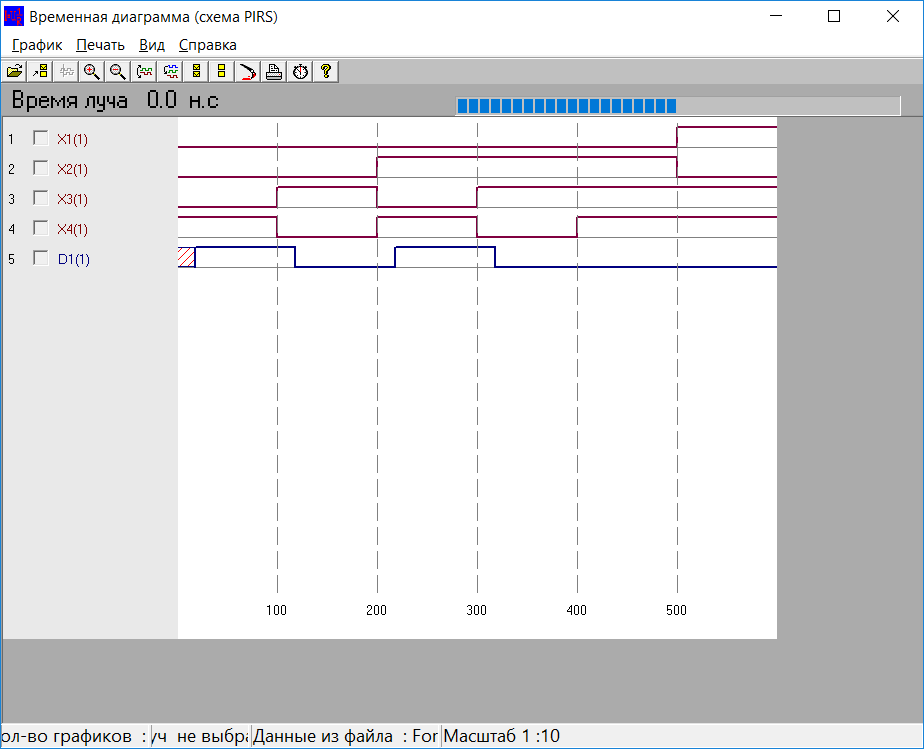 Временная диаграмма (схема PIRS)
График Печать Вид Справка
Время луча 0.0 н.с
1 X1(1)
2 X2(1)
3 X3(1)
4 X4(1)
5 D1(1)
100 200 300 400 500
ол-во графиков : уч не выбра Данные из файла : For Масштаб 1 :10